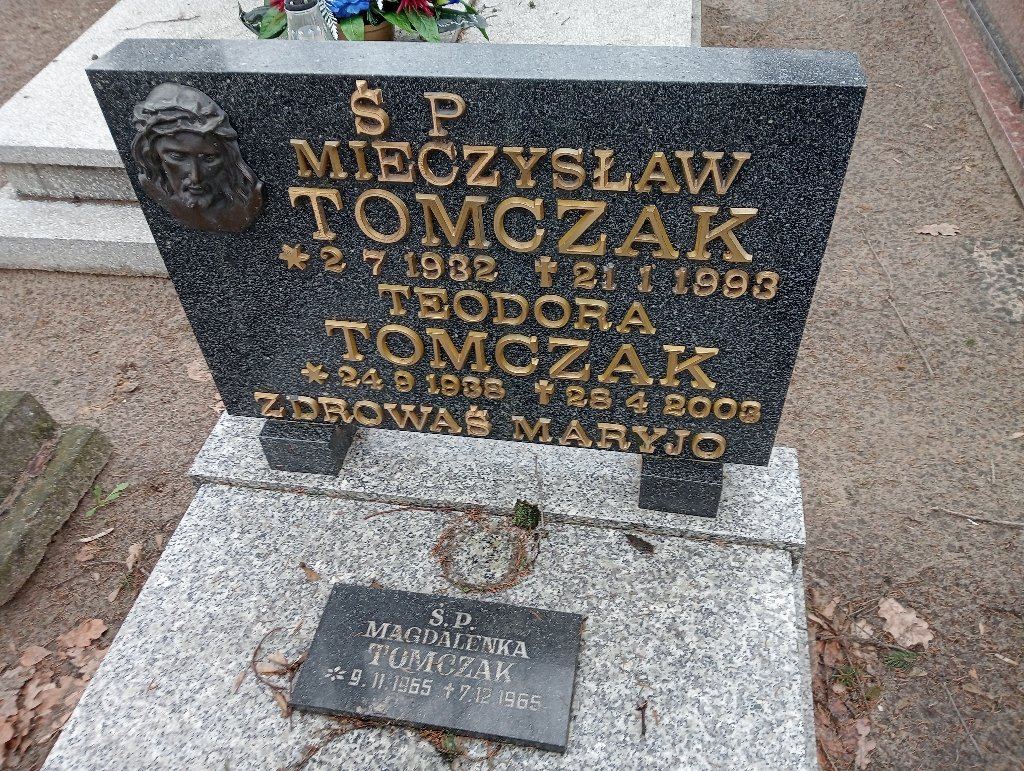 Ś P
MIECZYSŁAW
TOMCZAK
* 2 7 1932 † 21 1 1993
TEODORA
TOMCZAK
* 24 9 1938 † 28 4 2003
ZDROWAŚ MARYJO
Ś.P.
MAGDALENKA
TOMCZAK
* 9.11.1965 † 7.12 1965